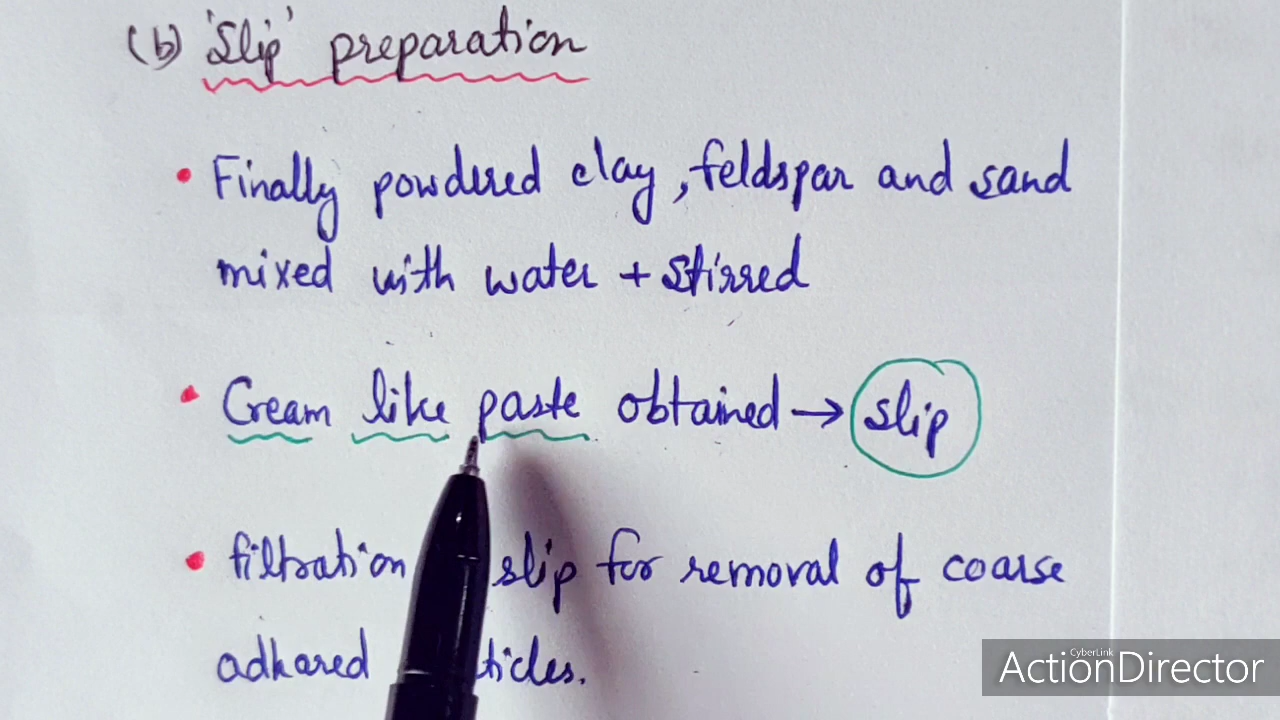 (b) 'Slip' preparation
• Finally powdered clay, feldspar and sand
mixed with water + stirred
• Cream like paste obtained → slip
• filtration slip for removal of coarse
adhared ticles.
CyberLink
ActionDirector